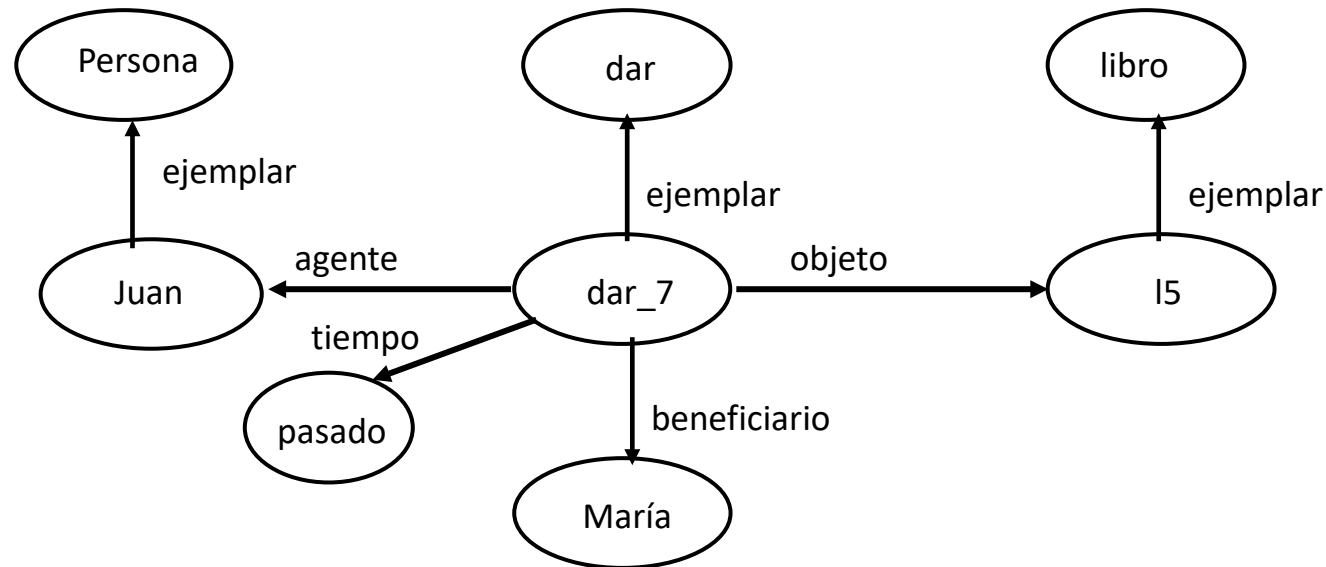 Persona
dar
libro
ejemplar
ejemplar
ejemplar
agente
objeto
Juan
dar_7
l5
tiempo
pasado
beneficiario
María